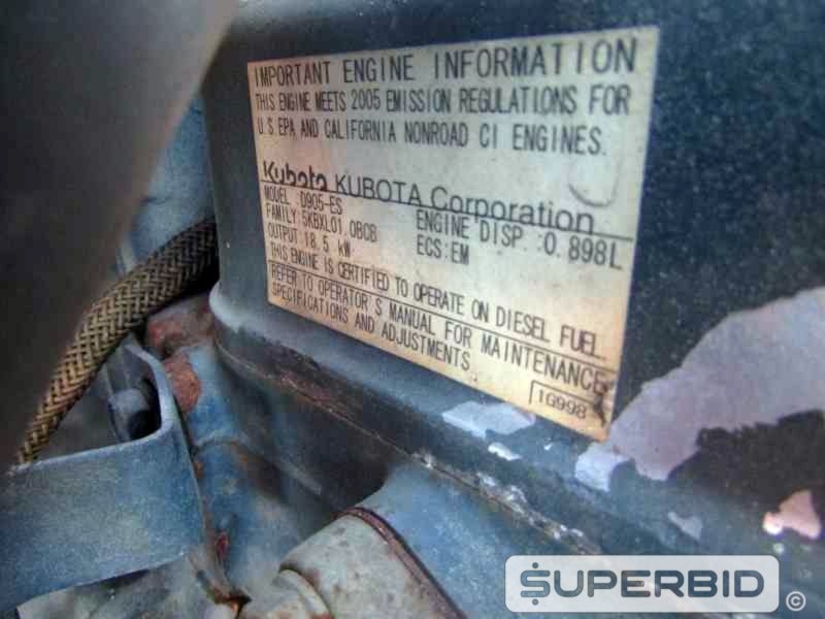 IMPORTANT ENGINE INFORMATION
THIS ENGINE MEETS 2005 EMISSION REGULATIONS FOR
U.S.EPA AND CALIFORNIA NONROAD CI ENGINES.
Kubota KUBOTA Corporation
MODEL :D905-ES
FAMILY:5KBXL01.0BCB ENGINE DISP.:0.898L
OUTPUT:18.5 kW ECS:EM
THIS ENGINE IS CERTIFIED TO OPERATE ON DIESEL FUEL.
REFER TO OPERATOR'S MANUAL FOR MAINTENANCE
SPECIFICATIONS AND ADJUSTMENTS.
1G998
SUPERBID ©